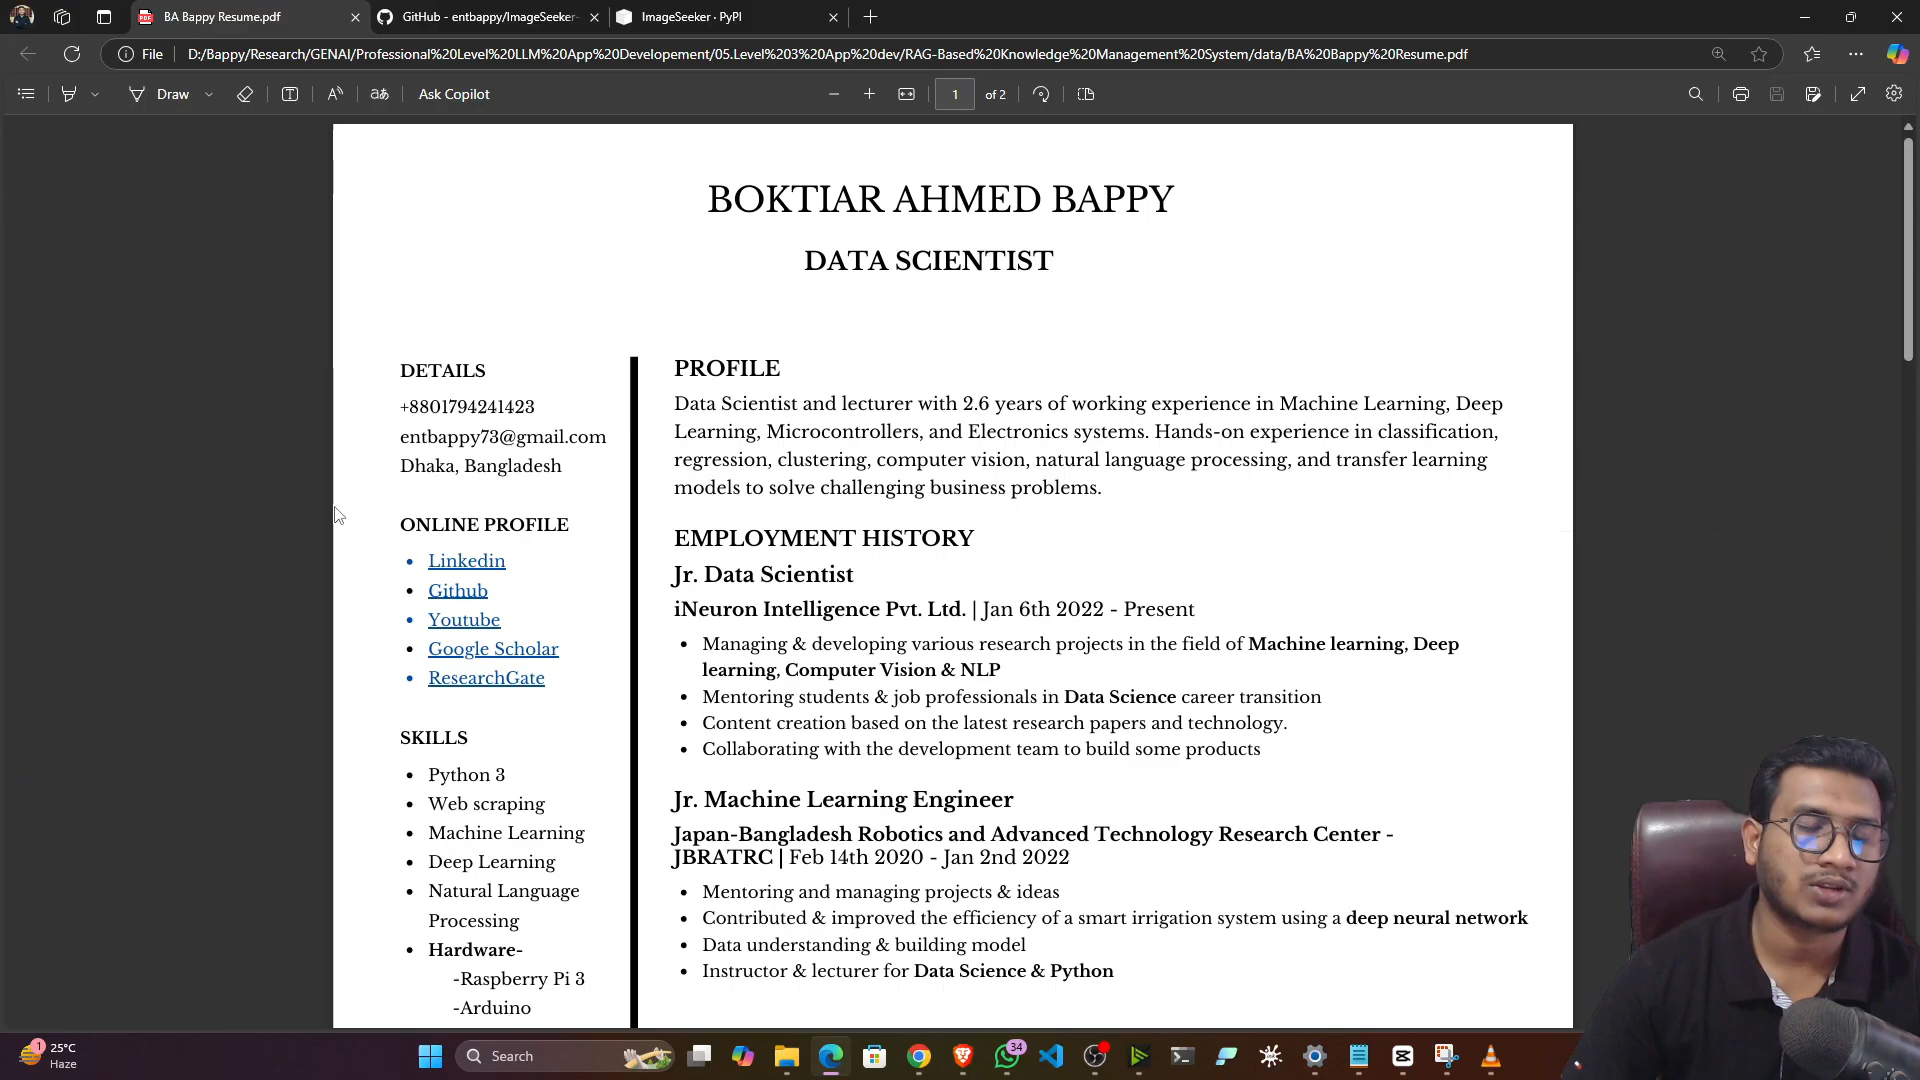 BA Bappy Resume.pdf
GitHub - entbappy/ImageSeeker-
ImageSeeker · PyPI
File
D:/Bappy/Research/GENAI/Professional%20Level%20LLM%20App%20Developement/05.Level%203%20App%20dev/RAG-Based%20Knowledge%20Management%20System/data/BA%20Bappy%20Resume.pdf
Draw
Ask Copilot
1
of 2
BOKTIAR AHMED BAPPY
DATA SCIENTIST
DETAILS
+8801794241423
entbappy73@gmail.com
Dhaka, Bangladesh
ONLINE PROFILE
• Linkedin
• Github
• Youtube
• Google Scholar
• ResearchGate
SKILLS
• Python 3
• Web scraping
• Machine Learning
• Deep Learning
• Natural Language
Processing
• Hardware-
-Raspberry Pi 3
-Arduino
PROFILE
Data Scientist and lecturer with 2.6 years of working experience in Machine Learning, Deep
Learning, Microcontrollers, and Electronics systems. Hands-on experience in classification,
regression, clustering, computer vision, natural language processing, and transfer learning
models to solve challenging business problems.
EMPLOYMENT HISTORY
Jr. Data Scientist
iNeuron Intelligence Pvt. Ltd. | Jan 6th 2022 - Present
• Managing & developing various research projects in the field of Machine learning, Deep
learning, Computer Vision & NLP
• Mentoring students & job professionals in Data Science career transition
• Content creation based on the latest research papers and technology.
• Collaborating with the development team to build some products
Jr. Machine Learning Engineer
Japan-Bangladesh Robotics and Advanced Technology Research Center -
JBRATRC | Feb 14th 2020 - Jan 2nd 2022
• Mentoring and managing projects & ideas
• Contributed & improved the efficiency of a smart irrigation system using a deep neural network
• Data understanding & building model
• Instructor & lecturer for Data Science & Python
1
25°C
Haze
Search
34